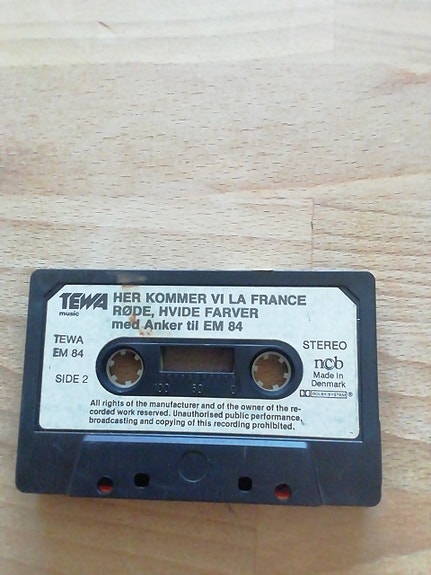 TEWA music
HER KOMMER VI LA FRANCE
RØDE, HVIDE FARVER
med Anker til EM 84
TEWA
EM 84
SIDE 2
STEREO
ncb
Made in
Denmark
DOLBY SYSTEM ®
100 50 0
All rights of the manufacturer and of the owner of the re-
corded work reserved. Unauthorised public performance,
broadcasting and copying of this recording prohibited.